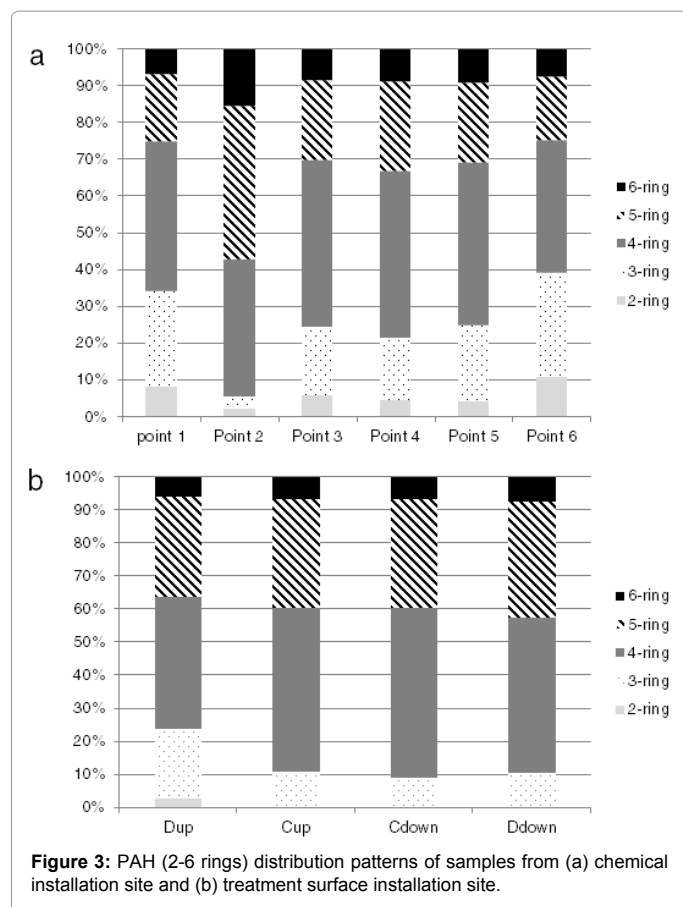 a
100%
90%
80%
70%
60%
50%
40%
30%
20%
10%
0%
point 1 Point 2 Point 3 Point 4 Point 5 Point 6
6-ring
5-ring
4-ring
3-ring
2-ring
b
100%
90%
80%
70%
60%
50%
40%
30%
20%
10%
0%
Dup Cup Cdown Ddown
6-ring
5-ring
4-ring
3-ring
2-ring
Figure 3: PAH (2-6 rings) distribution patterns of samples from (a) chemical
installation site and (b) treatment surface installation site.